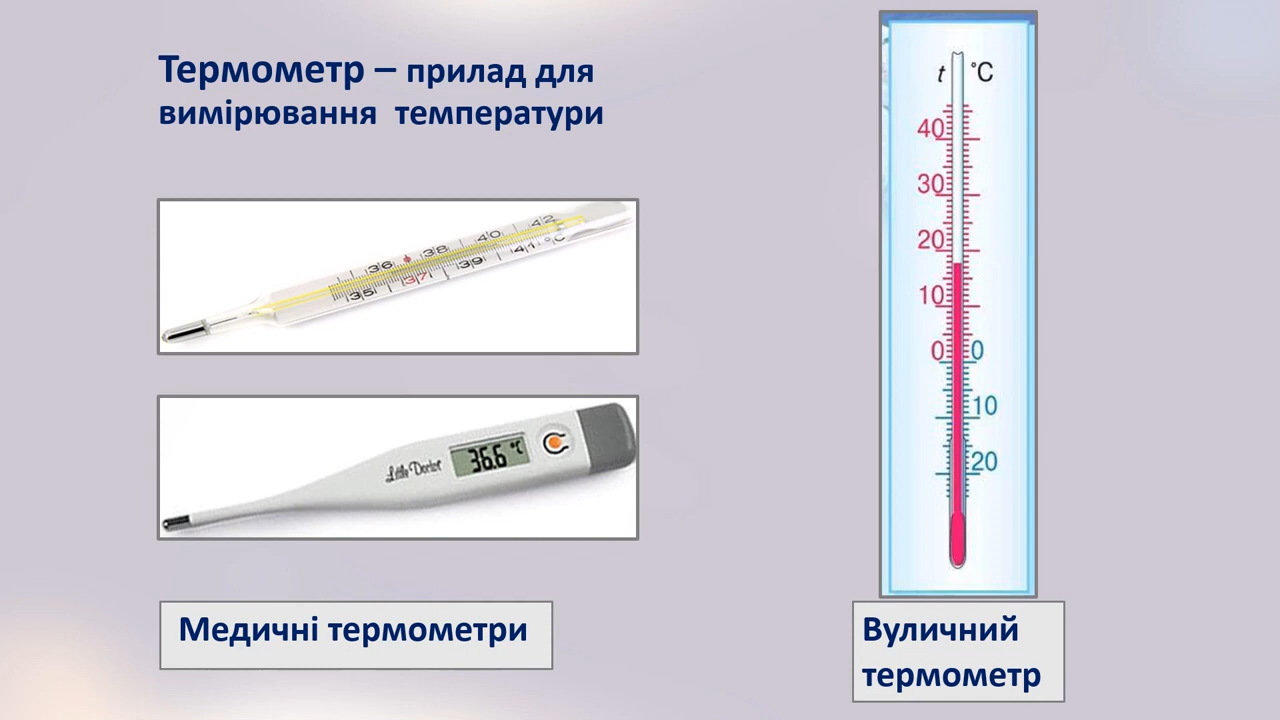 Термометр – прилад для
вимірювання температури
36 38 40 42
35 37 39 41 °C
Little Doctor
36.6 °C
Медичні термометри
t °C
40
30
20
10
0 0
10
20
Вуличний
термометр